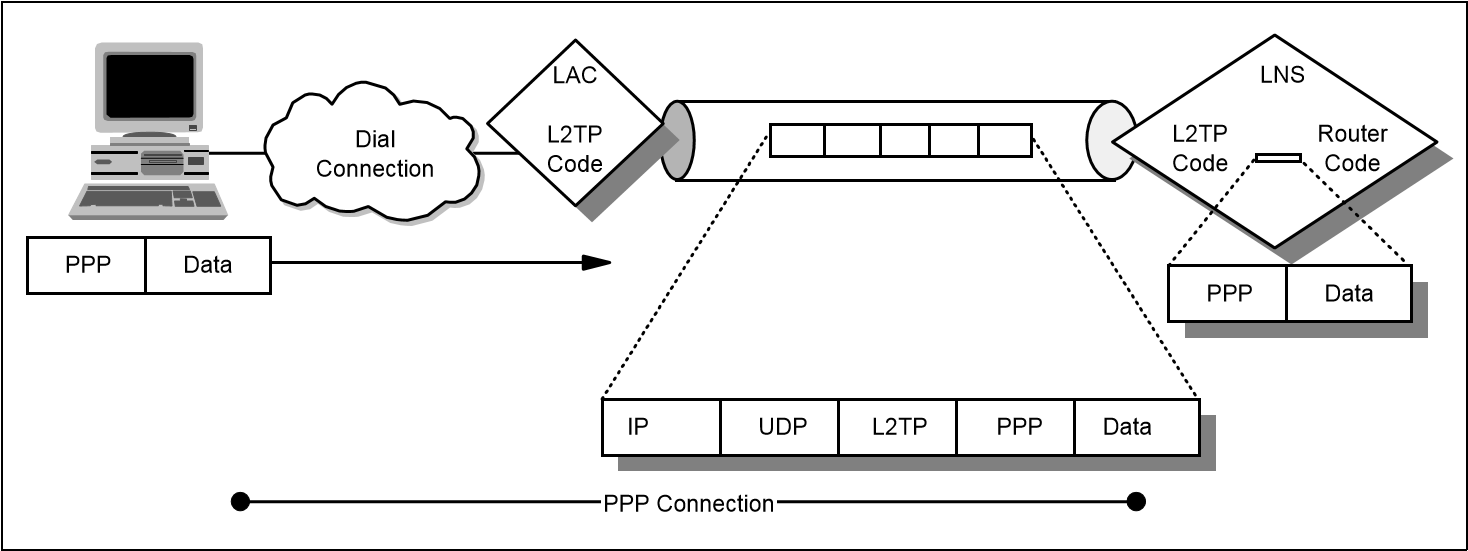 Dial
Connection
LAC
L2TP
Code
LNS
L2TP
Code
Router
Code
PPP Data
PPP Data
IP UDP L2TP PPP Data
PPP Connection